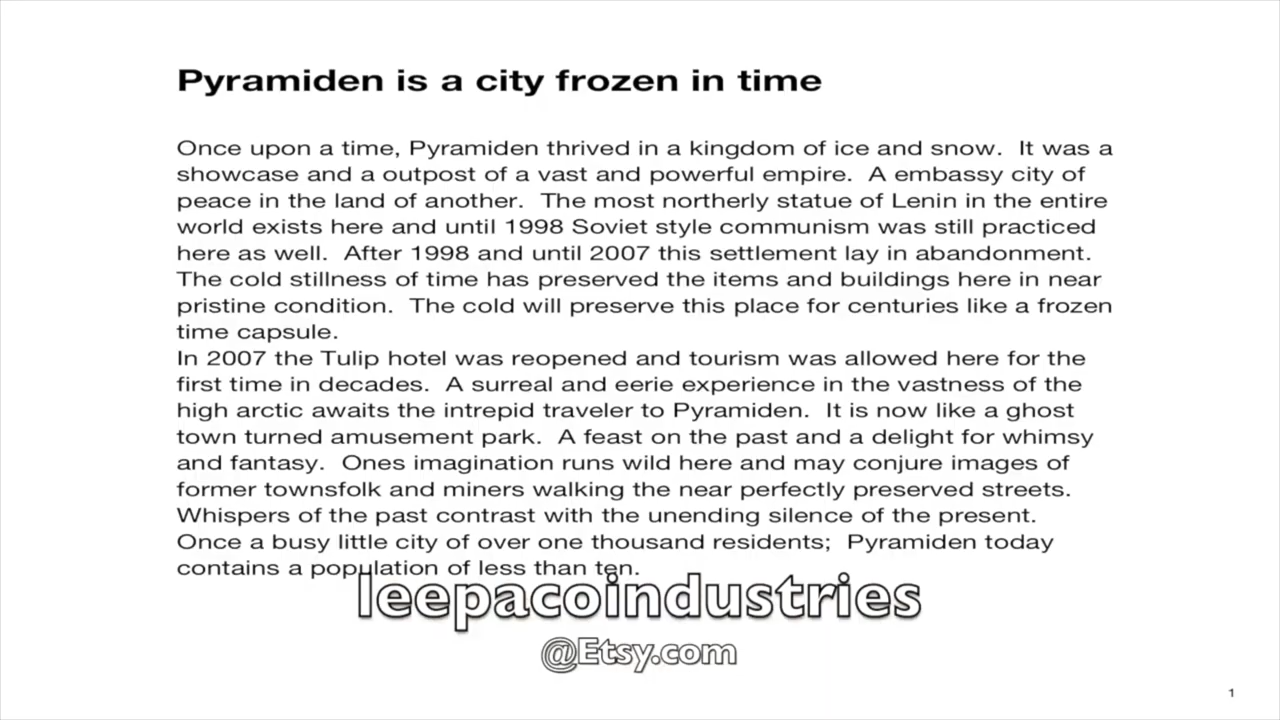 Pyramiden is a city frozen in time
Once upon a time, Pyramiden thrived in a kingdom of ice and snow.  It was a
showcase and a outpost of a vast and powerful empire.  A embassy city of
peace in the land of another.  The most northerly statue of Lenin in the entire
world exists here and until 1998 Soviet style communism was still practiced
here as well.  After 1998 and until 2007 this settlement lay in abandonment.
The cold stillness of time has preserved the items and buildings here in near
pristine condition.  The cold will preserve this place for centuries like a frozen
time capsule.
In 2007 the Tulip hotel was reopened and tourism was allowed here for the
first time in decades.  A surreal and eerie experience in the vastness of the
high arctic awaits the intrepid traveler to Pyramiden.  It is now like a ghost
town turned amusement park.  A feast on the past and a delight for whimsy
and fantasy.  Ones imagination runs wild here and may conjure images of
former townsfolk and miners walking the near perfectly preserved streets.
Whispers of the past contrast with the unending silence of the present.
Once a busy little city of over one thousand residents;  Pyramiden today
contains a population of less than ten.
leepacoindustries
@Etsy.com
1